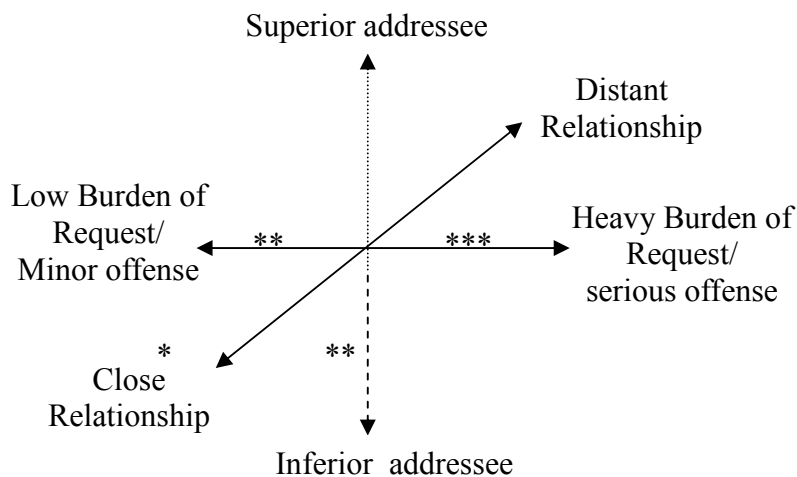 Superior addressee
Distant
Relationship
Low Burden of
Request/
Minor offense
**
***
Heavy Burden of
Request/
serious offense
*
**
Close
Relationship
Inferior addressee